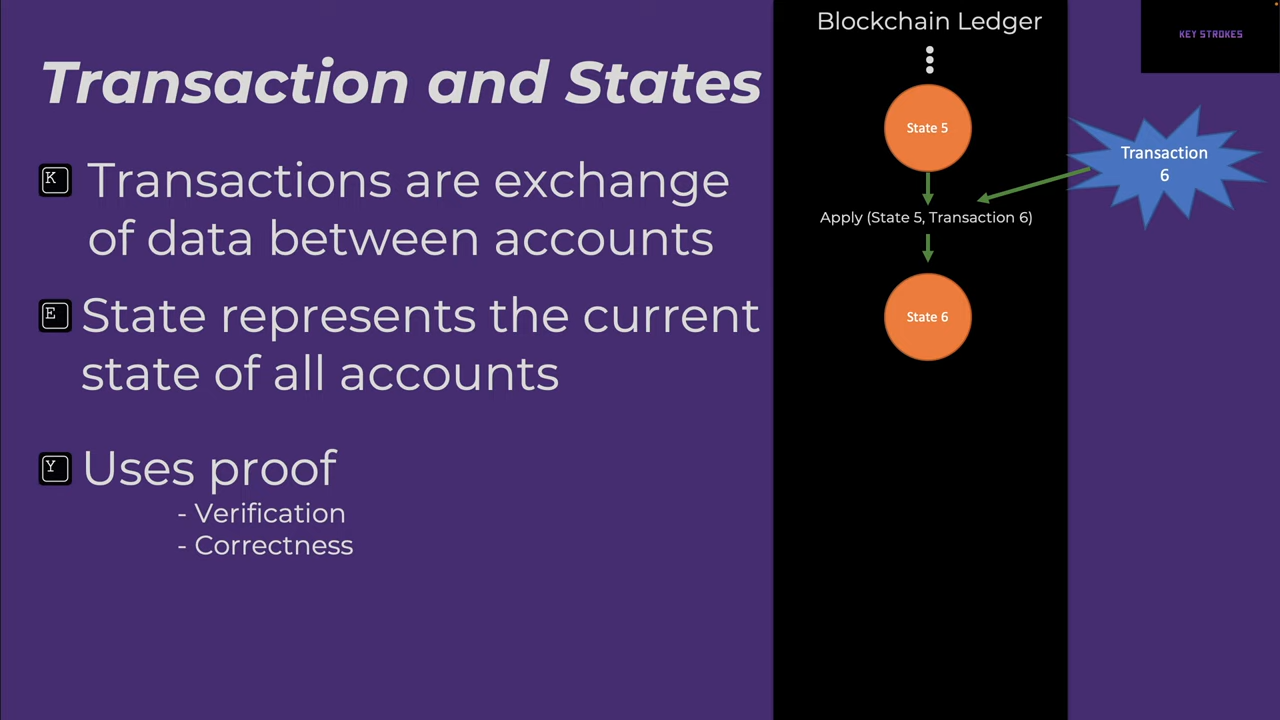 Transaction and States
K
Transactions are exchange
of data between accounts
E
State represents the current
state of all accounts
Y
Uses proof
- Verification
- Correctness
Blockchain Ledger
State 5
Apply (State 5, Transaction 6)
State 6
Transaction
6
KEY STROKES